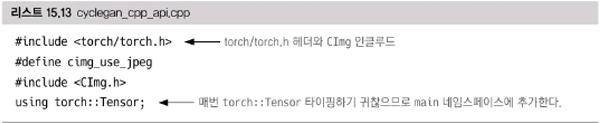 리스트 15.13 cyclegan_cpp_api.cpp
#include <torch/torch.h> torch/torch.h 헤더와 CImg 인클루드
#define cimg_use_jpeg
#include <CImg.h>
using torch::Tensor; 매번 torch::Tensor 타이핑하기 귀찮으므로 main 네임스페이스에 추가한다.